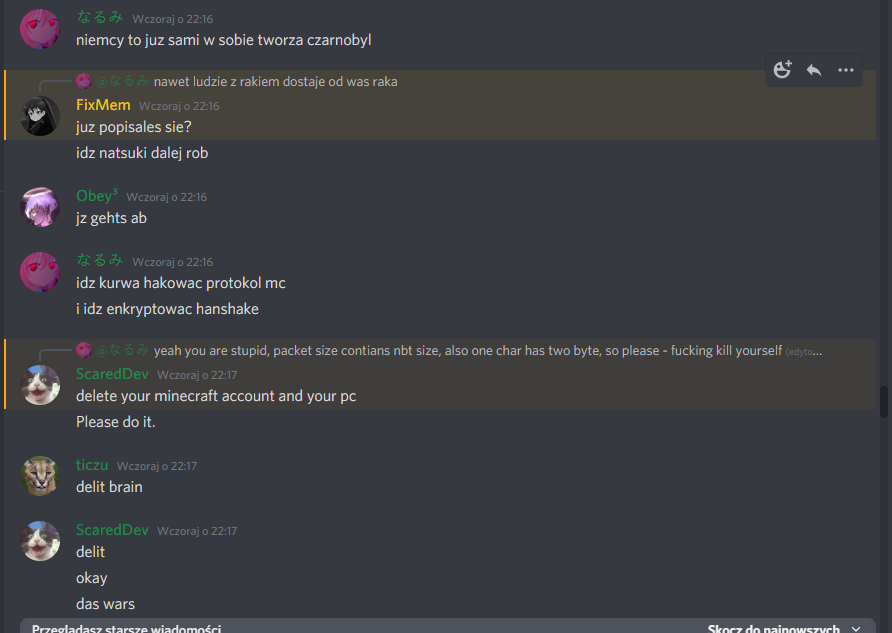 なるみ Wczoraj o 22:16
niemcy to juz sami w sobie tworza czarnobyl
@なるみ nawet ludzie z rakiem dostaje od was raka
FixMem Wczoraj o 22:16
juz popisales sie?
idz natsuki dalej rob
Obey³ Wczoraj o 22:16
jz gehts ab
なるみ Wczoraj o 22:16
idz kurwa hakowac protokol mc
i idz enkryptowac hanshake
@なるみ yeah you are stupid, packet size contians nbt size, also one char has two byte, so please - fucking kill yourself (edyto...
ScaredDev Wczoraj o 22:17
delete your minecraft account and your pc
Please do it.
ticzu Wczoraj o 22:17
delit brain
ScaredDev Wczoraj o 22:17
delit
okay
das wars
Przeglądasz starsze wiadomości Skocz do najnowszych